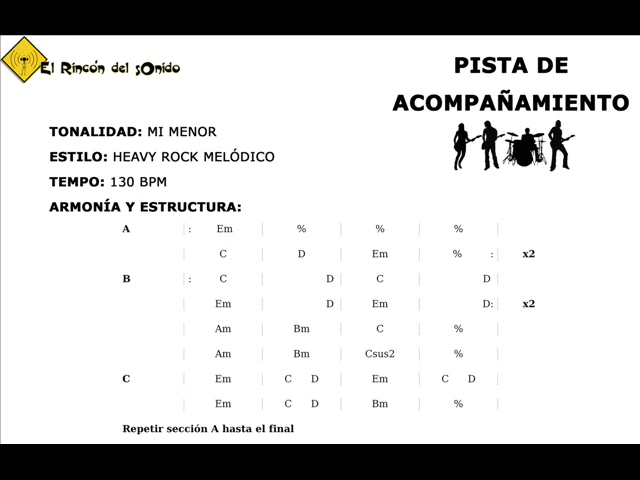 El Rincón del sOnido
PISTA DE
ACOMPAÑAMIENTO
TONALIDAD: MI MENOR
ESTILO: HEAVY ROCK MELÓDICO
TEMPO: 130 BPM
ARMONÍA Y ESTRUCTURA:
A : Em % % %
C D Em % : x2
B : C D C D
Em D Em D: x2
Am Bm C %
Am Bm Csus2 %
C Em C D Em C D
Em C D Bm %
Repetir sección A hasta el final